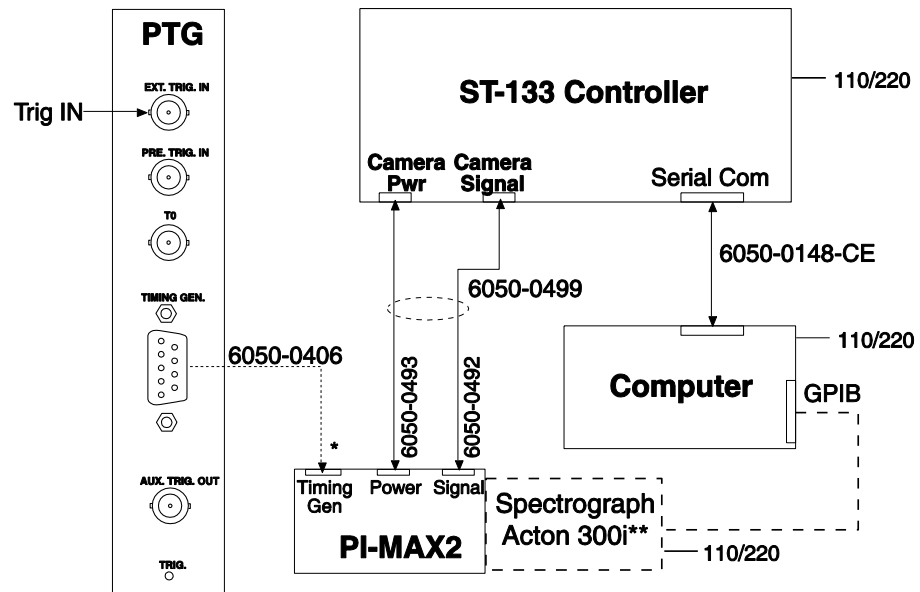 PTG
EXT. TRIG. IN
Trig IN
PRE. TRIG. IN
T0
TIMING GEN.
6050-0406
AUX. TRIG. OUT
TRIG.
ST-133 Controller
110/220
Camera
Pwr
Camera
Signal
Serial Com
6050-0148-CE
6050-0499
6050-0493
6050-0492
110/220
Computer
GPIB
*
Timing
Gen
Power
Signal
PI-MAX2
Spectrograph
Acton 300i**
110/220